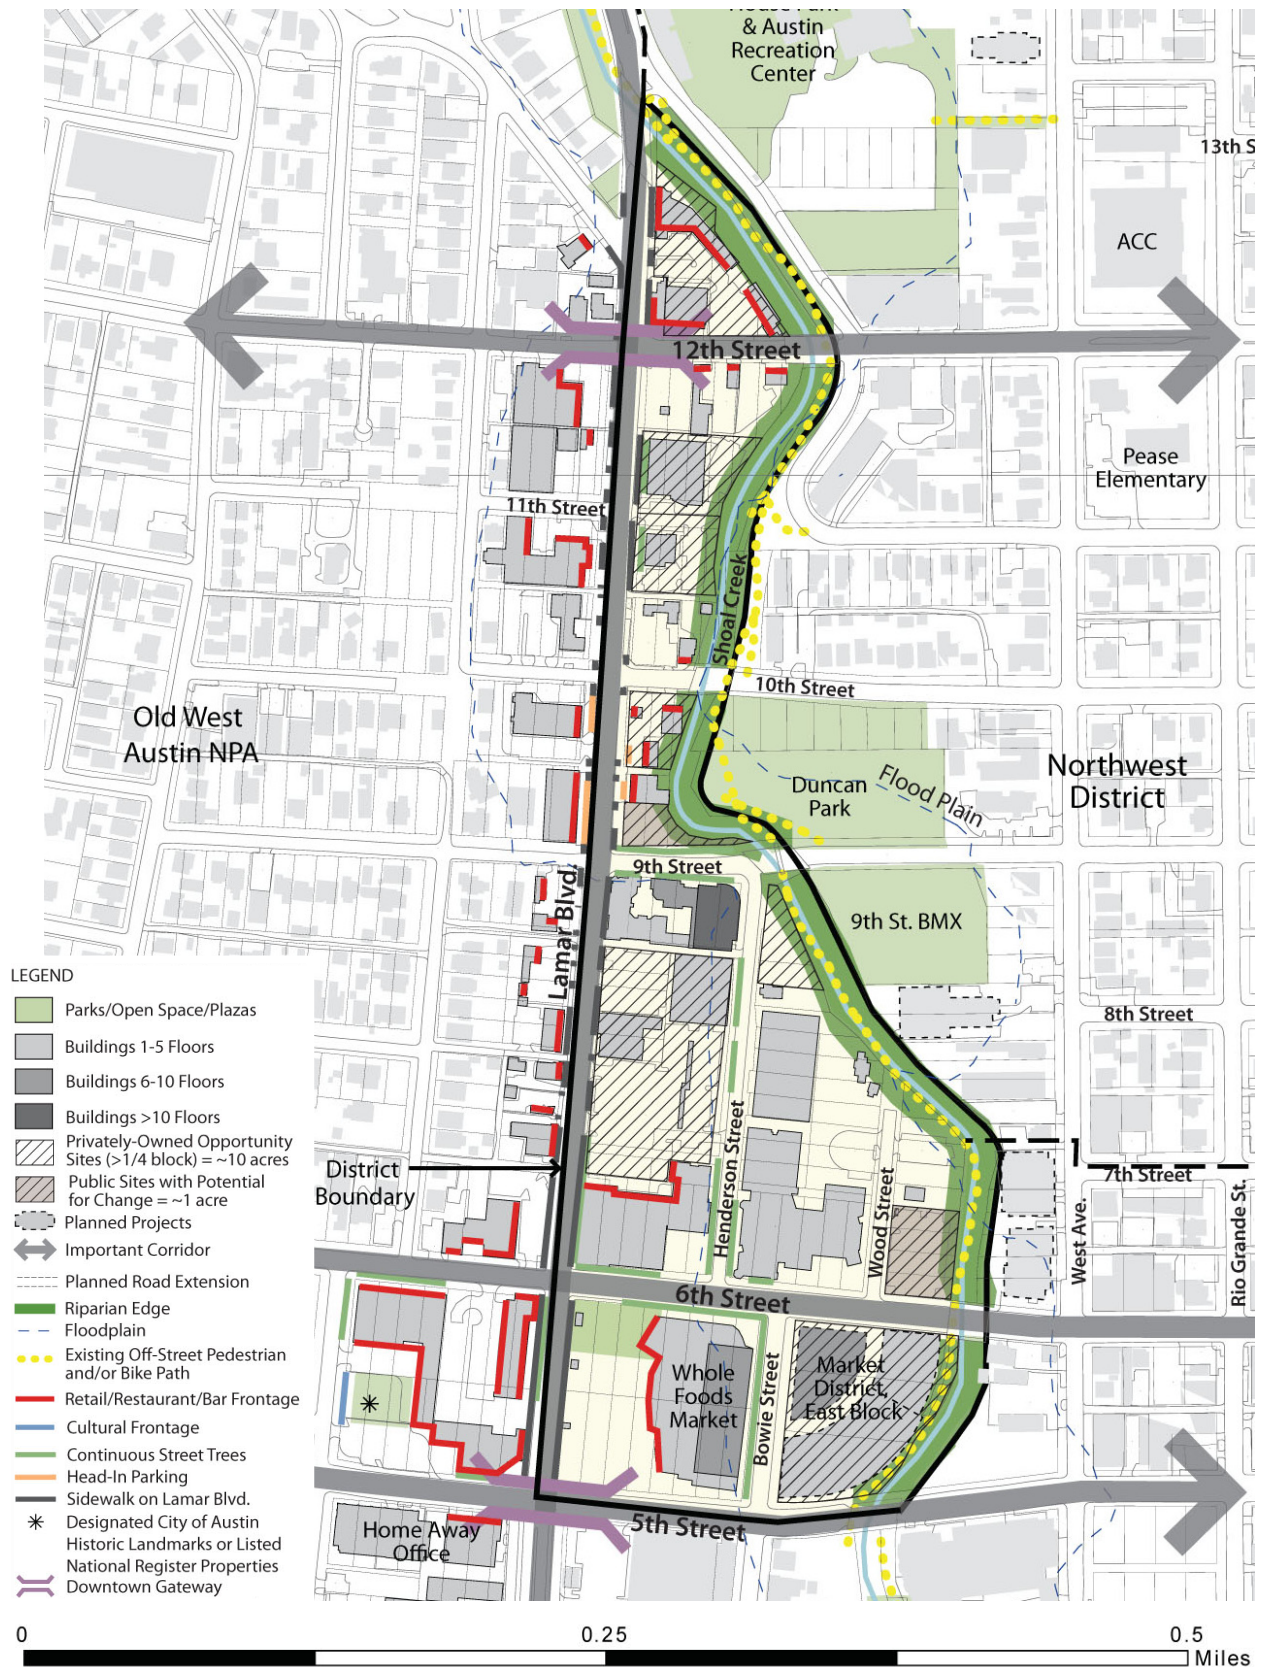 & Austin
Recreation
Center
13th S
ACC
12th Street
Pease
Elementary
11th Street
Shoal Creek
10th Street
Old West
Austin NPA
Northwest
District
Duncan
Park
Flood Plain
9th Street
Lamar Blvd.
9th St. BMX
8th Street
District
Boundary
Henderson Street
Wood Street
7th Street
West Ave.
Rio Grande St.
6th Street
Whole
Foods
Market
Bowie Street
Market
District,
East Block
5th Street
Home Away
Office
LEGEND
Parks/Open Space/Plazas
Buildings 1-5 Floors
Buildings 6-10 Floors
Buildings >10 Floors
Privately-Owned Opportunity
Sites (>1/4 block) = ~10 acres
Public Sites with Potential
for Change = ~1 acre
Planned Projects
Important Corridor
Planned Road Extension
Riparian Edge
Floodplain
Existing Off-Street Pedestrian
and/or Bike Path
Retail/Restaurant/Bar Frontage
Cultural Frontage
Continuous Street Trees
Head-In Parking
Sidewalk on Lamar Blvd.
Designated City of Austin
Historic Landmarks or Listed
National Register Properties
Downtown Gateway
0 0.25 0.5
Miles